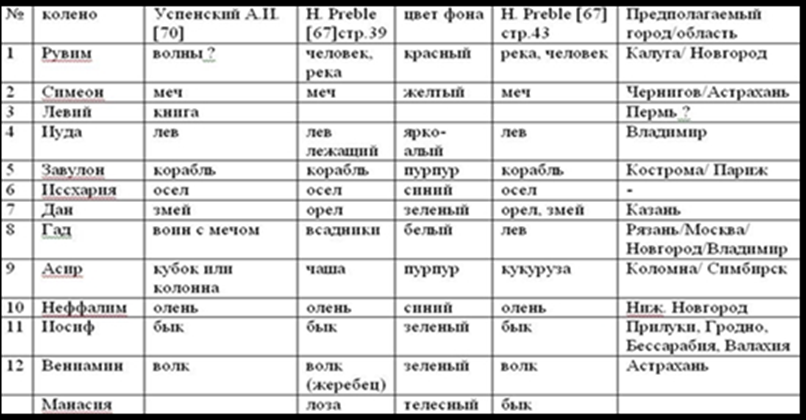 № колено Успенский А.И. [70] H. Preble [67]стр.39 цвет фона H. Preble [67] стр.43 Предполагаемый город/область
1 Рувим волны ? человек, река красный река, человек Калуга/ Новгород
2 Симеон меч меч желтый меч Чернигов/Астрахань
3 Левий книга Пермь ?
4 Иуда лев лев лежащий ярко-алый лев Владимир
5 Завулон корабль корабль пурпур корабль Кострома/ Париж
6 Иссхария осел осел синий осел -
7 Дан змей орел зеленый орел, змей Казань
8 Гад воин с мечом всадники белый лев Рязань/Москва/ Новгород/Владимир
9 Асир кубок или колонна чаша пурпур кукуруза Коломна/ Симбирск
10 Неффалим олень олень синий олень Ниж. Новгород
11 Иосиф бык бык зеленый бык Прилуки, Гродно, Бессарабия, Валахия
12 Вениамин волк волк (жеребец) зеленый волк Астрахань
Манасия лоза телесный бык